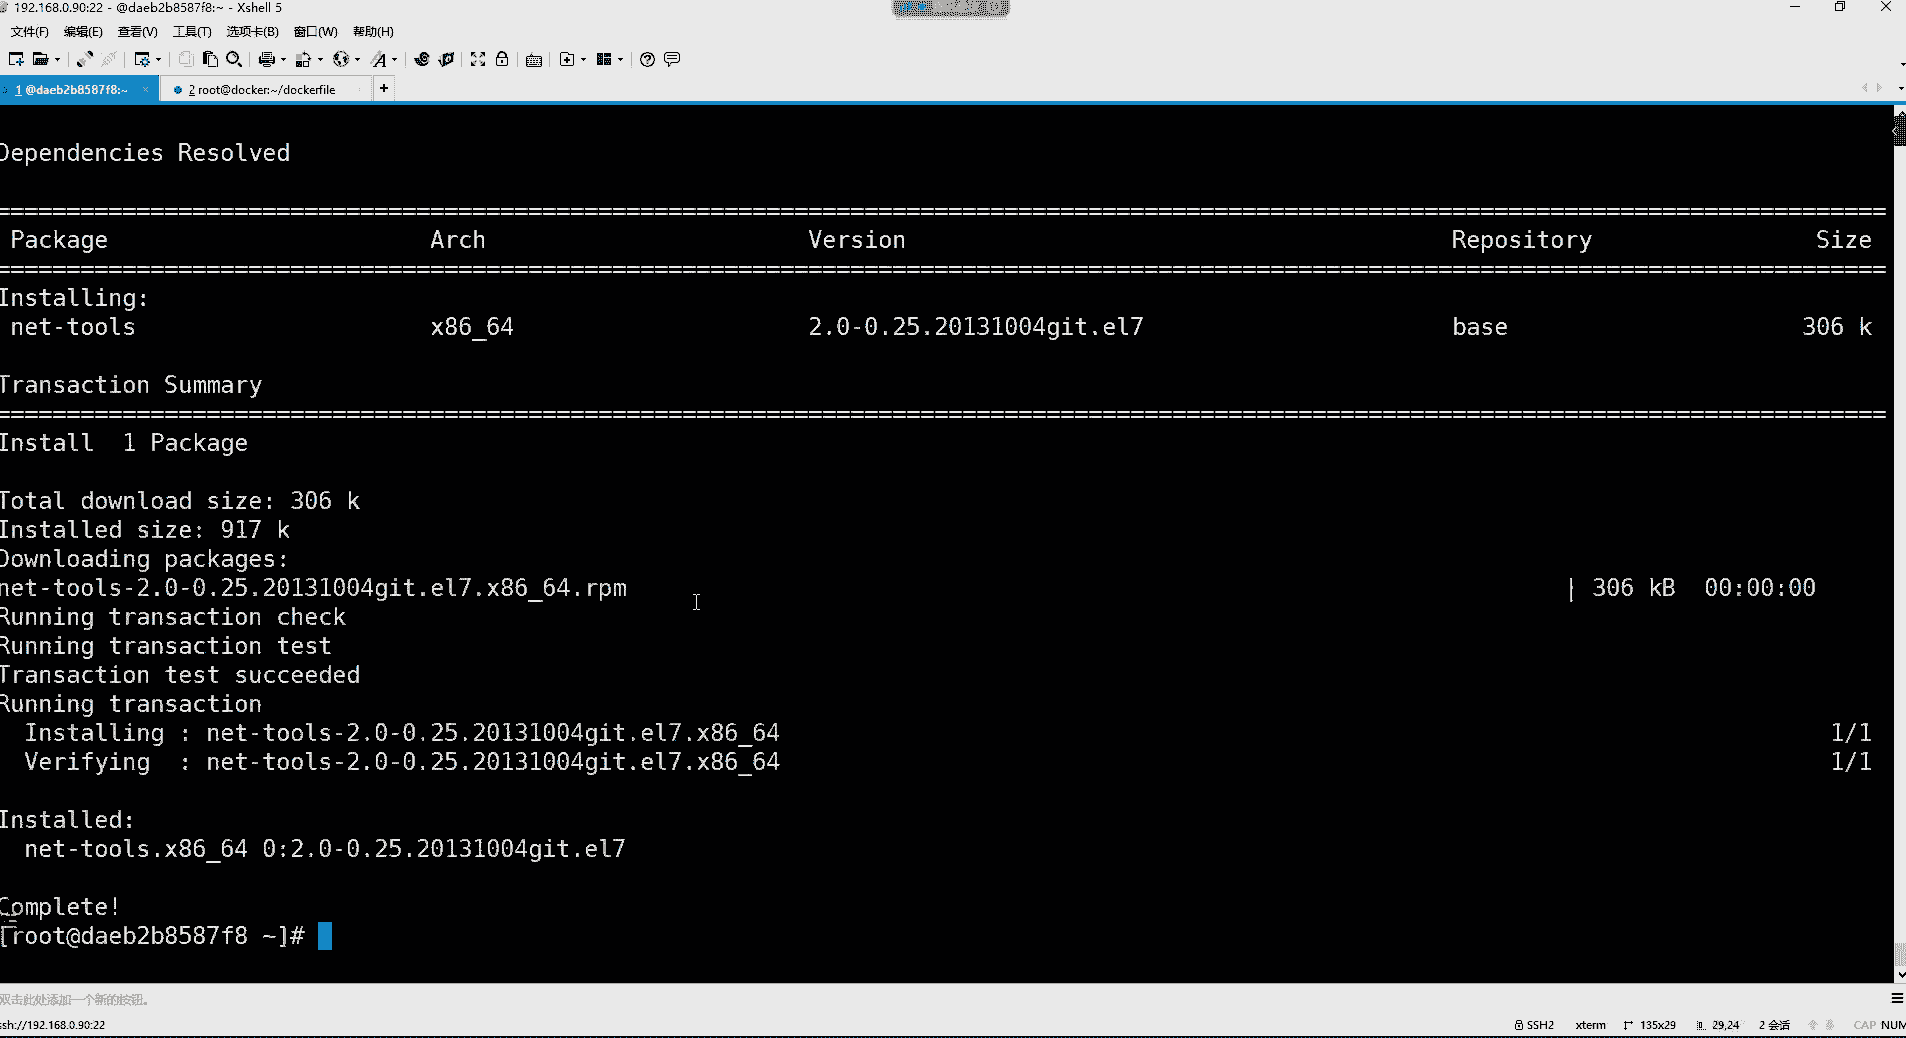 192.168.0.90:22 - @daeb2b8587f8:~ - Xshell 5
文件(F) 编辑(E) 查看(V) 工具(T) 选项卡(B) 窗口(W) 帮助(H)
1 @daeb2b8587f8:~ × 2 root@docker:~/dockerfile +
Dependencies Resolved
================================================================================
Package Arch Version Repository Size
================================================================================
Installing:
net-tools x86_64 2.0-0.25.20131004git.el7 base 306 k
Transaction Summary
================================================================================
Install 1 Package
Total download size: 306 k
Installed size: 917 k
Downloading packages:
net-tools-2.0-0.25.20131004git.el7.x86_64.rpm | 306 kB 00:00:00
Running transaction check
Running transaction test
Transaction test succeeded
Running transaction
Installing : net-tools-2.0-0.25.20131004git.el7.x86_64 1/1
Verifying : net-tools-2.0-0.25.20131004git.el7.x86_64 1/1
Installed:
net-tools.x86_64 0:2.0-0.25.20131004git.el7
Complete!
[root@daeb2b8587f8 ~]#
双击此处添加一个新的按钮。
ssh://192.168.0.90:22 SSH2 xterm 135x29 29,24 2 会话 CAP NUM